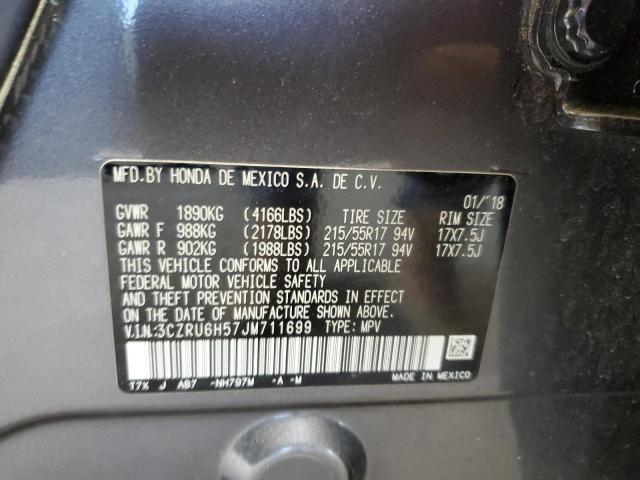 MFD.BY HONDA DE MEXICO S.A. DE C.V.
01/'18
GVWR 1890KG (4166LBS) TIRE SIZE RIM SIZE
GAWR F 988KG (2178LBS) 215/55R17 94V 17X7.5J
GAWR R 902KG (1988LBS) 215/55R17 94V 17X7.5J
THIS VEHICLE CONFORMS TO ALL APPLICABLE
FEDERAL MOTOR VEHICLE SAFETY
AND THEFT PREVENTION STANDARDS IN EFFECT
ON THE DATE OF MANUFACTURE SHOWN ABOVE.
V.I.N:3CZRU6H57JM711699 TYPE: MPV
T7X J A67 -NH797M -A -M
MADE IN MEXICO